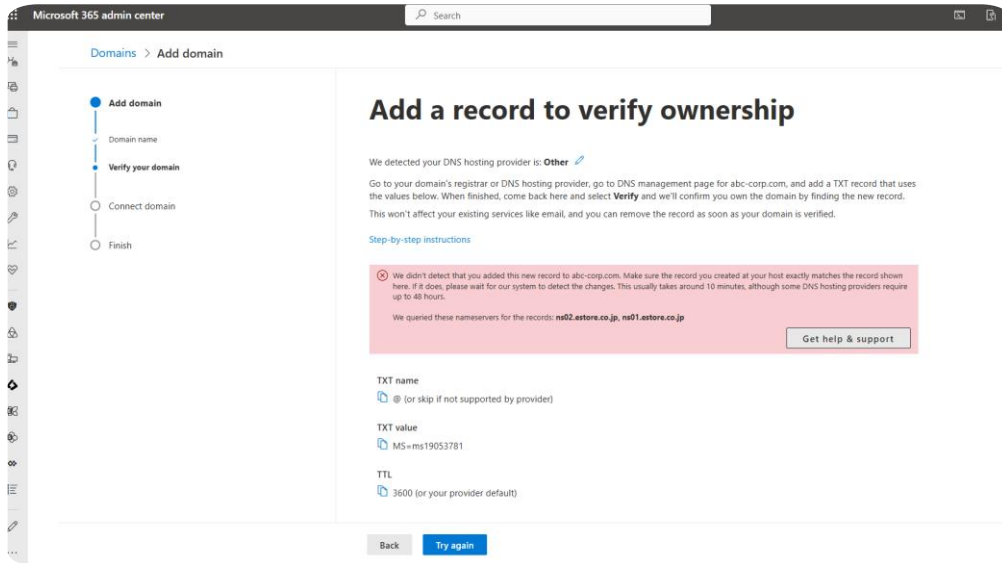 Microsoft 365 admin center
Search
Domains > Add domain
Add domain
Domain name
Verify your domain
Connect domain
Finish
Add a record to verify ownership
We detected your DNS hosting provider is: Other
Go to your domain's registrar or DNS hosting provider, go to DNS management page for abc-corp.com, and add a TXT record that uses
the values below. When finished, come back here and select Verify and we'll confirm you own the domain by finding the new record.
This won't affect your existing services like email, and you can remove the record as soon as your domain is verified.
Step-by-step instructions
We didn't detect that you added this new record to abc-corp.com. Make sure the record you created at your host exactly matches the record shown
here. If it does, please wait for our system to detect the changes. This usually takes around 10 minutes, although some DNS hosting providers require
up to 48 hours.
We queried these nameservers for the records: ns02.estore.co.jp, ns01.estore.co.jp
Get help & support
TXT name
@ (or skip if not supported by provider)
TXT value
MS=ms19053781
TTL
3600 (or your provider default)
Back
Try again